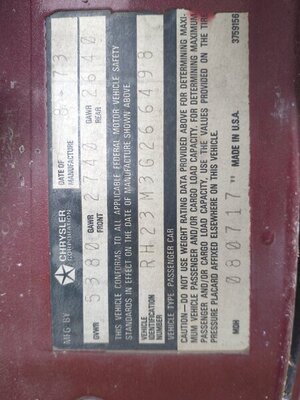 MFG BY CHRYSLER CORPORATION DATE OF MANUFACTURE 8-73
GVWR 5380 GAWR FRONT 2740 GAWR REAR 2640
THIS VEHICLE CONFORMS TO ALL APPLICABLE FEDERAL MOTOR VEHICLE SAFETY
STANDARDS IN EFFECT ON THE DATE OF MANUFACTURE SHOWN ABOVE.
VEHICLE IDENTIFICATION NUMBER RH23M3G266498
VEHICLE TYPE: PASSENGER CAR
CAUTION—DO NOT USE WEIGHT RATING DATA PROVIDED ABOVE FOR DETERMINING MAXI-
MUM VEHICLE PASSENGER AND/OR CARGO LOAD CAPACITY. FOR DETERMINING MAXIMUM
PASSENGER AND/OR CARGO LOAD CAPACITY, USE THE VALUES PROVIDED ON THE TIRE
PRESSURE PLACARD AFFIXED ELSEWHERE ON THIS VEHICLE.
MDH 080717" MADE IN U.S.A. 3759156